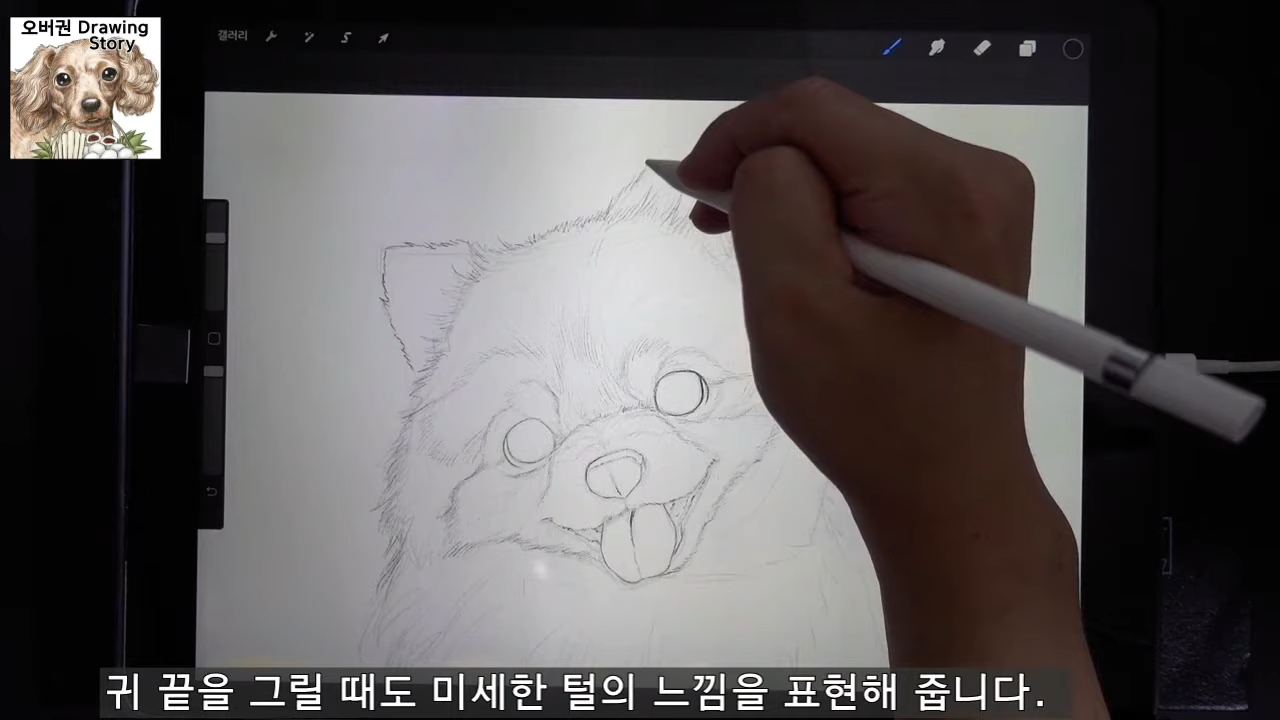 오버권 Drawing
Story
갤러리
귀 끝을 그릴 때도 미세한 털의 느낌을 표현해 줍니다.